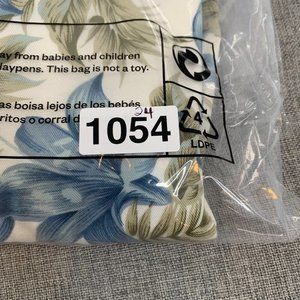 ay from babies and children
laypens. This bag is not a toy.
as bolsa lejos de los bebés
ritos o corral d
24
1054
4
LDPE